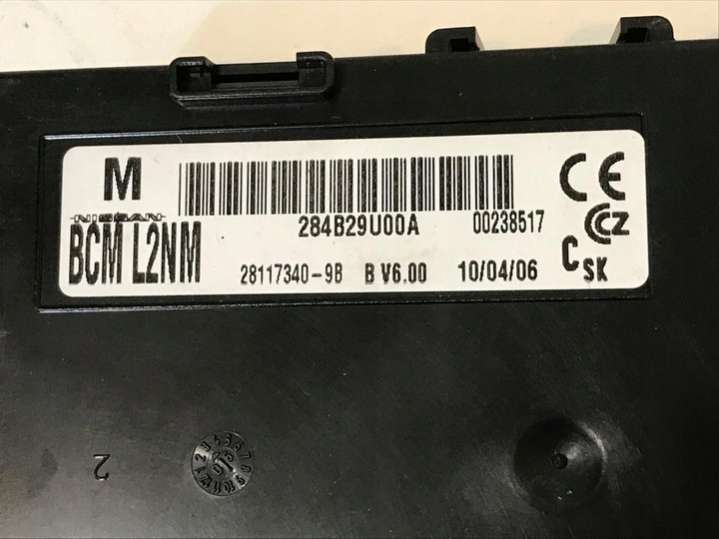 M
NISSAN
BCM L2NM
284B29U00A 00238517
28117340-9B B V6.00 10/04/06
CE
CZ
C SK
2